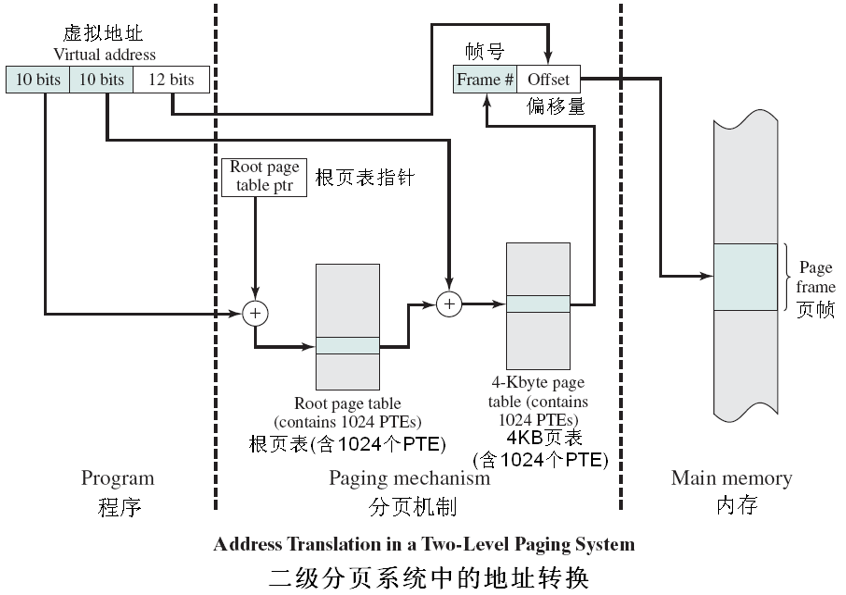 虚拟地址
Virtual address
10 bits 10 bits 12 bits
帧号
Frame # Offset
偏移量
Root page
table ptr
根页表指针
+
+
Root page table
(contains 1024 PTEs)
根页表(含1024个PTE)
4-Kbyte page
table (contains
1024 PTEs)
4KB页表
(含1024个PTE)
Page
frame
页帧
Program
程序
Paging mechanism
分页机制
Main memory
内存
Address Translation in a Two-Level Paging System
二级分页系统中的地址转换